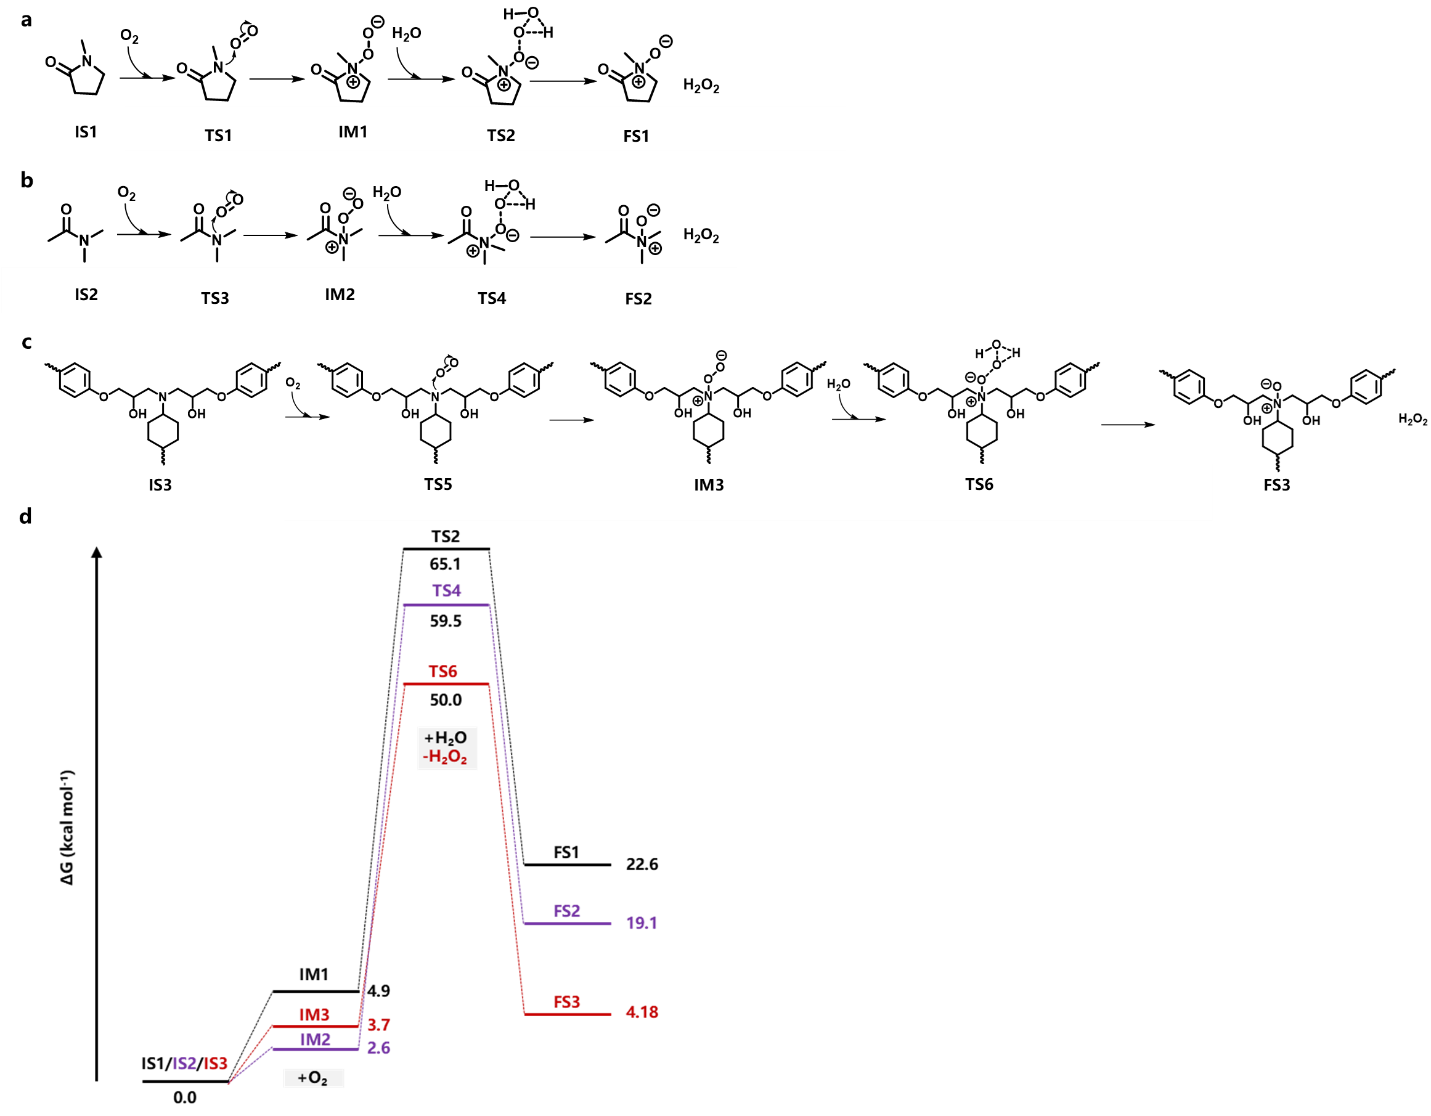 a
O₂
H₂O
H₂O₂
IS1
TS1
IM1
TS2
FS1
b
O₂
H₂O
H₂O₂
IS2
TS3
IM2
TS4
FS2
c
O₂
H₂O
H₂O₂
IS3
TS5
IM3
TS6
FS3
d
ΔG (kcal mol⁻¹)
TS2
65.1
TS4
59.5
TS6
50.0
+H₂O
-H₂O₂
FS1
22.6
FS2
19.1
FS3
4.18
IM1
4.9
IM3
3.7
IM2
2.6
IS1/IS2/IS3
0.0
+O₂